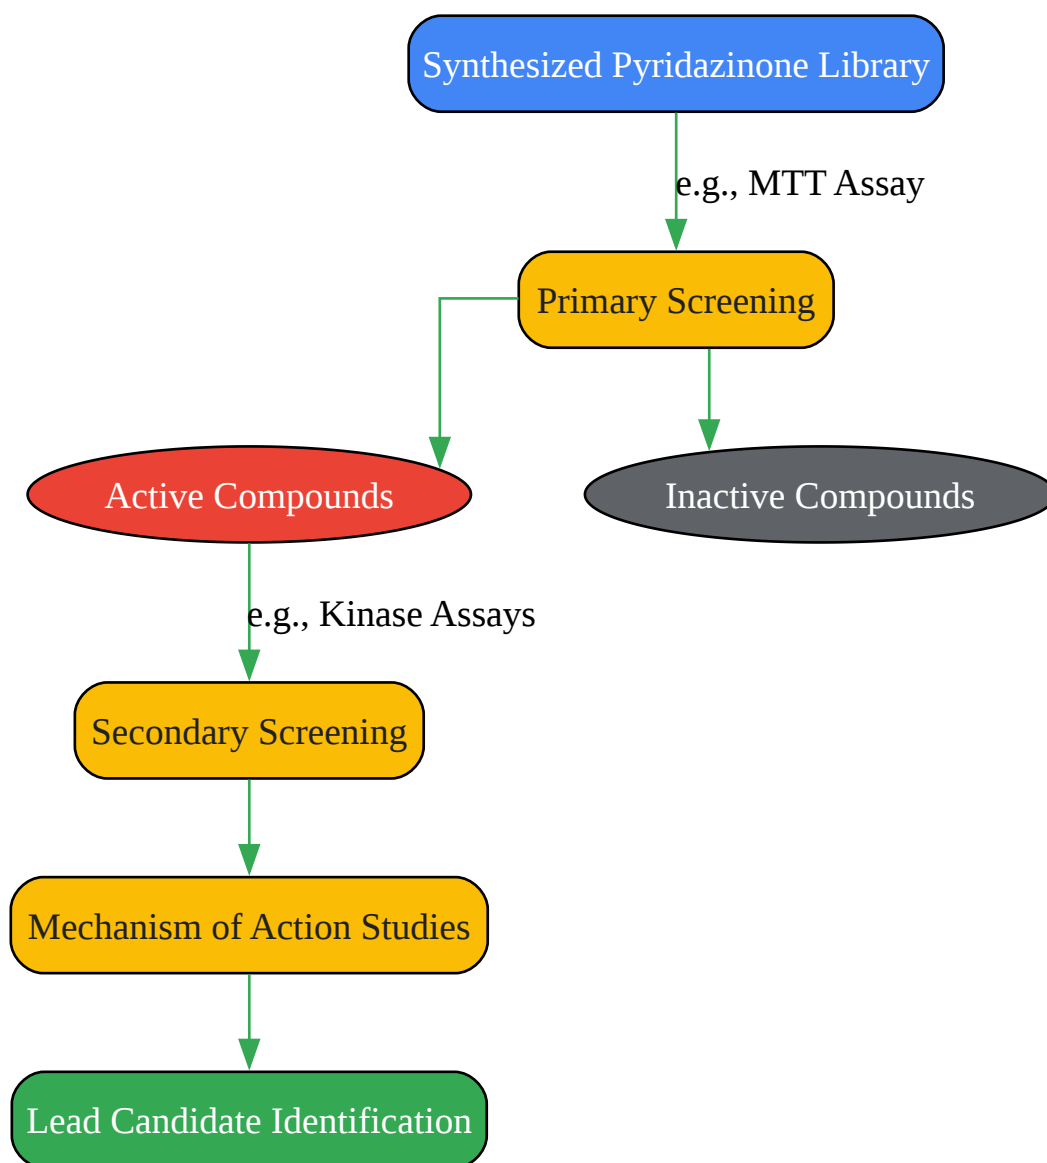 Synthesized Pyridazinone Library
e.g., MTT Assay
Primary Screening
Active Compounds
Inactive Compounds
e.g., Kinase Assays
Secondary Screening
Mechanism of Action Studies
Lead Candidate Identification